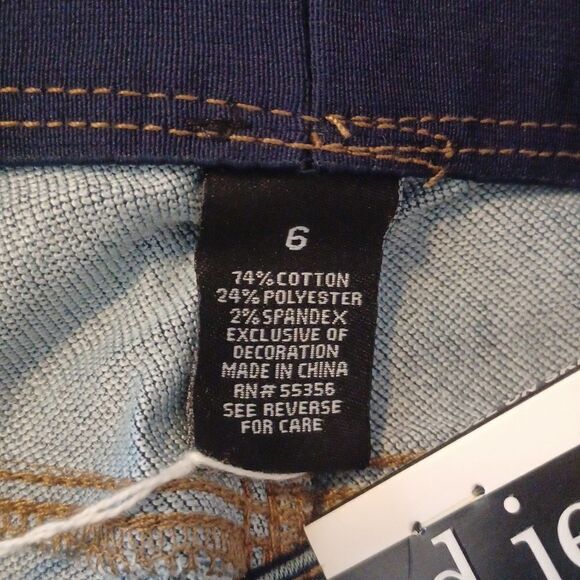 6
74% COTTON
24% POLYESTER
2% SPANDEX
EXCLUSIVE OF
DECORATION
MADE IN CHINA
RN# 55356
SEE REVERSE
FOR CARE
d je